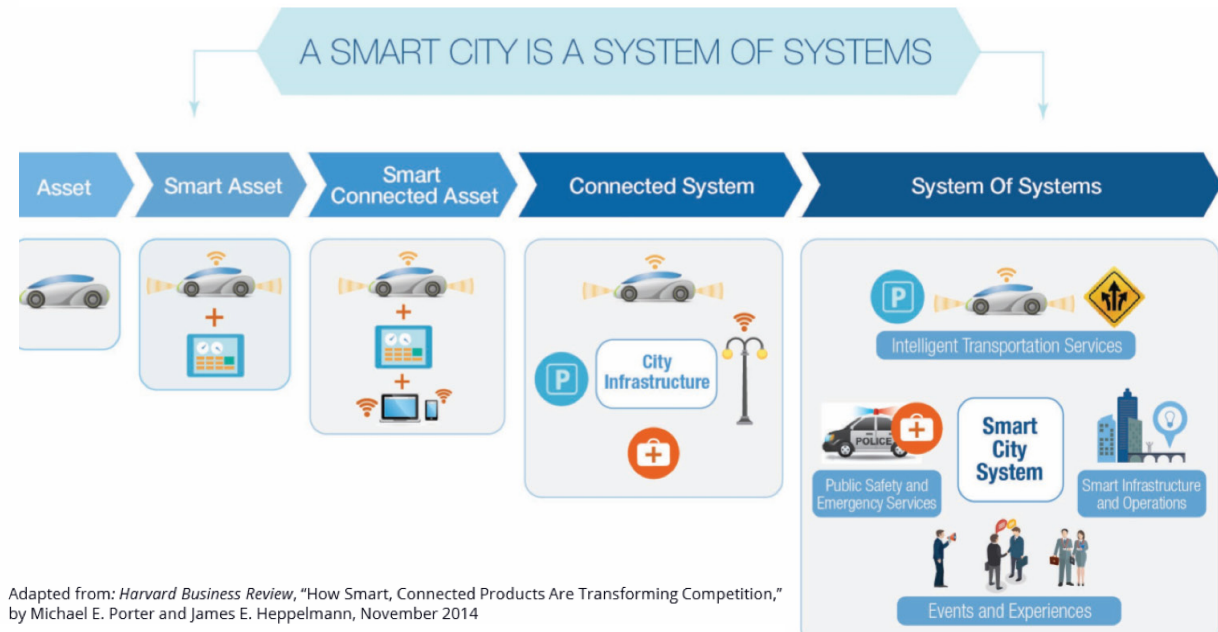 A SMART CITY IS A SYSTEM OF SYSTEMS
Asset
Smart Asset
Smart
Connected Asset
Connected System
System Of Systems
P
City
Infrastructure
P
Intelligent Transportation Services
POLICE
Public Safety and
Emergency Services
Smart
City
System
Smart Infrastructure
and Operations
Events and Experiences
Adapted from: Harvard Business Review, “How Smart, Connected Products Are Transforming Competition,”
by Michael E. Porter and James E. Heppelmann, November 2014